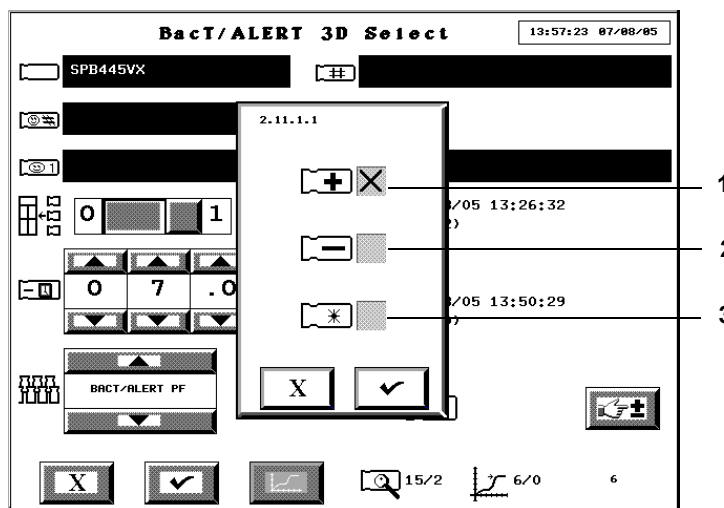 BacT/ALERT 3D Select
13:57:23 07/08/05
SPB445VX
2.11.1.1
1
/05 13:26:32
2
0 1
0 7 .0
/05 13:50:29
3
BACT/ALERT PF
X
X
15/2
6/0
6